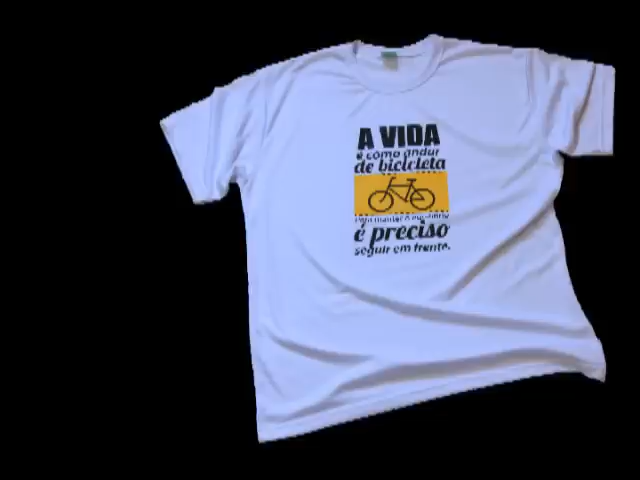 A VIDA
é como andar
de bicicleta
é preciso
seguir em frente.